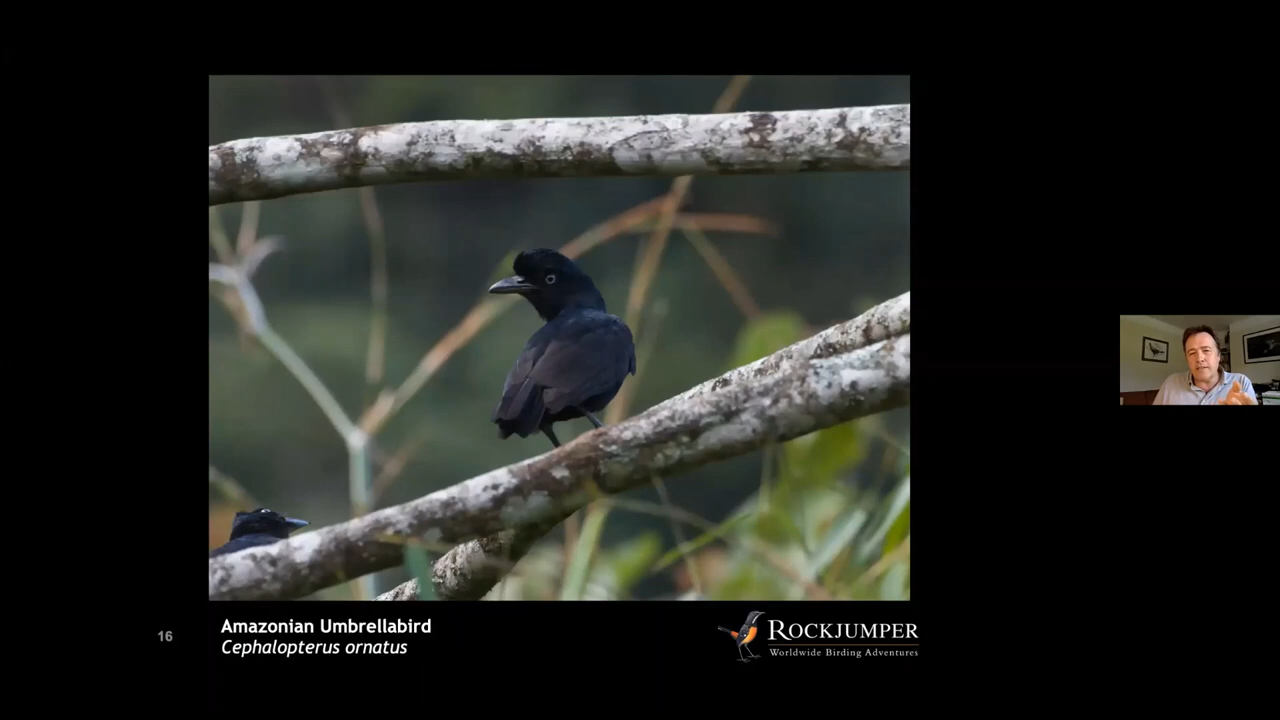 16
Amazonian Umbrellabird
Cephalopterus ornatus
ROCKJUMPER
Worldwide Birding Adventures